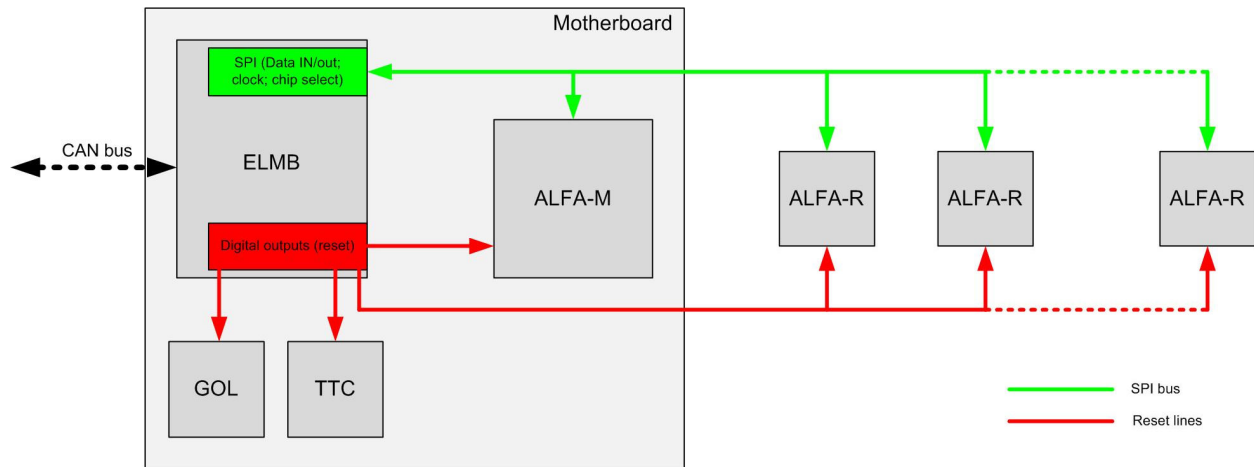 Motherboard
SPI (Data IN/out;
clock; chip select)
CAN bus
ELMB
ALFA-M
ALFA-R
ALFA-R
ALFA-R
Digital outputs (reset)
GOL
TTC
SPI bus
Reset lines